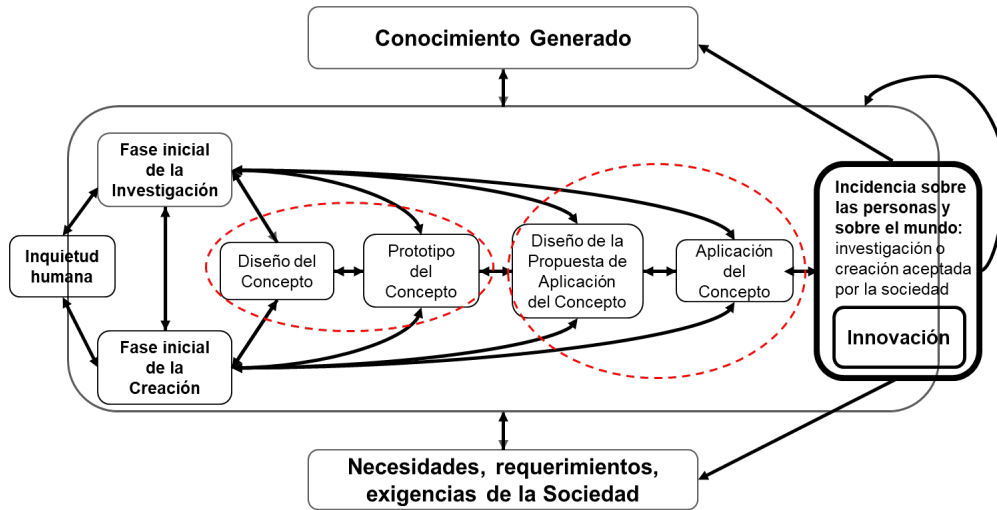 Conocimiento Generado
Fase inicial
de la
Investigación
Inquietud
humana
Fase inicial
de la
Creación
Diseño del
Concepto
Prototipo
del
Concepto
Diseño de la
Propuesta de
Aplicación
del Concepto
Aplicación
del
Concepto
Incidencia sobre
las personas y
sobre el mundo:
investigación o
creación aceptada
por la sociedad
Innovación
Necesidades, requerimientos,
exigencias de la Sociedad